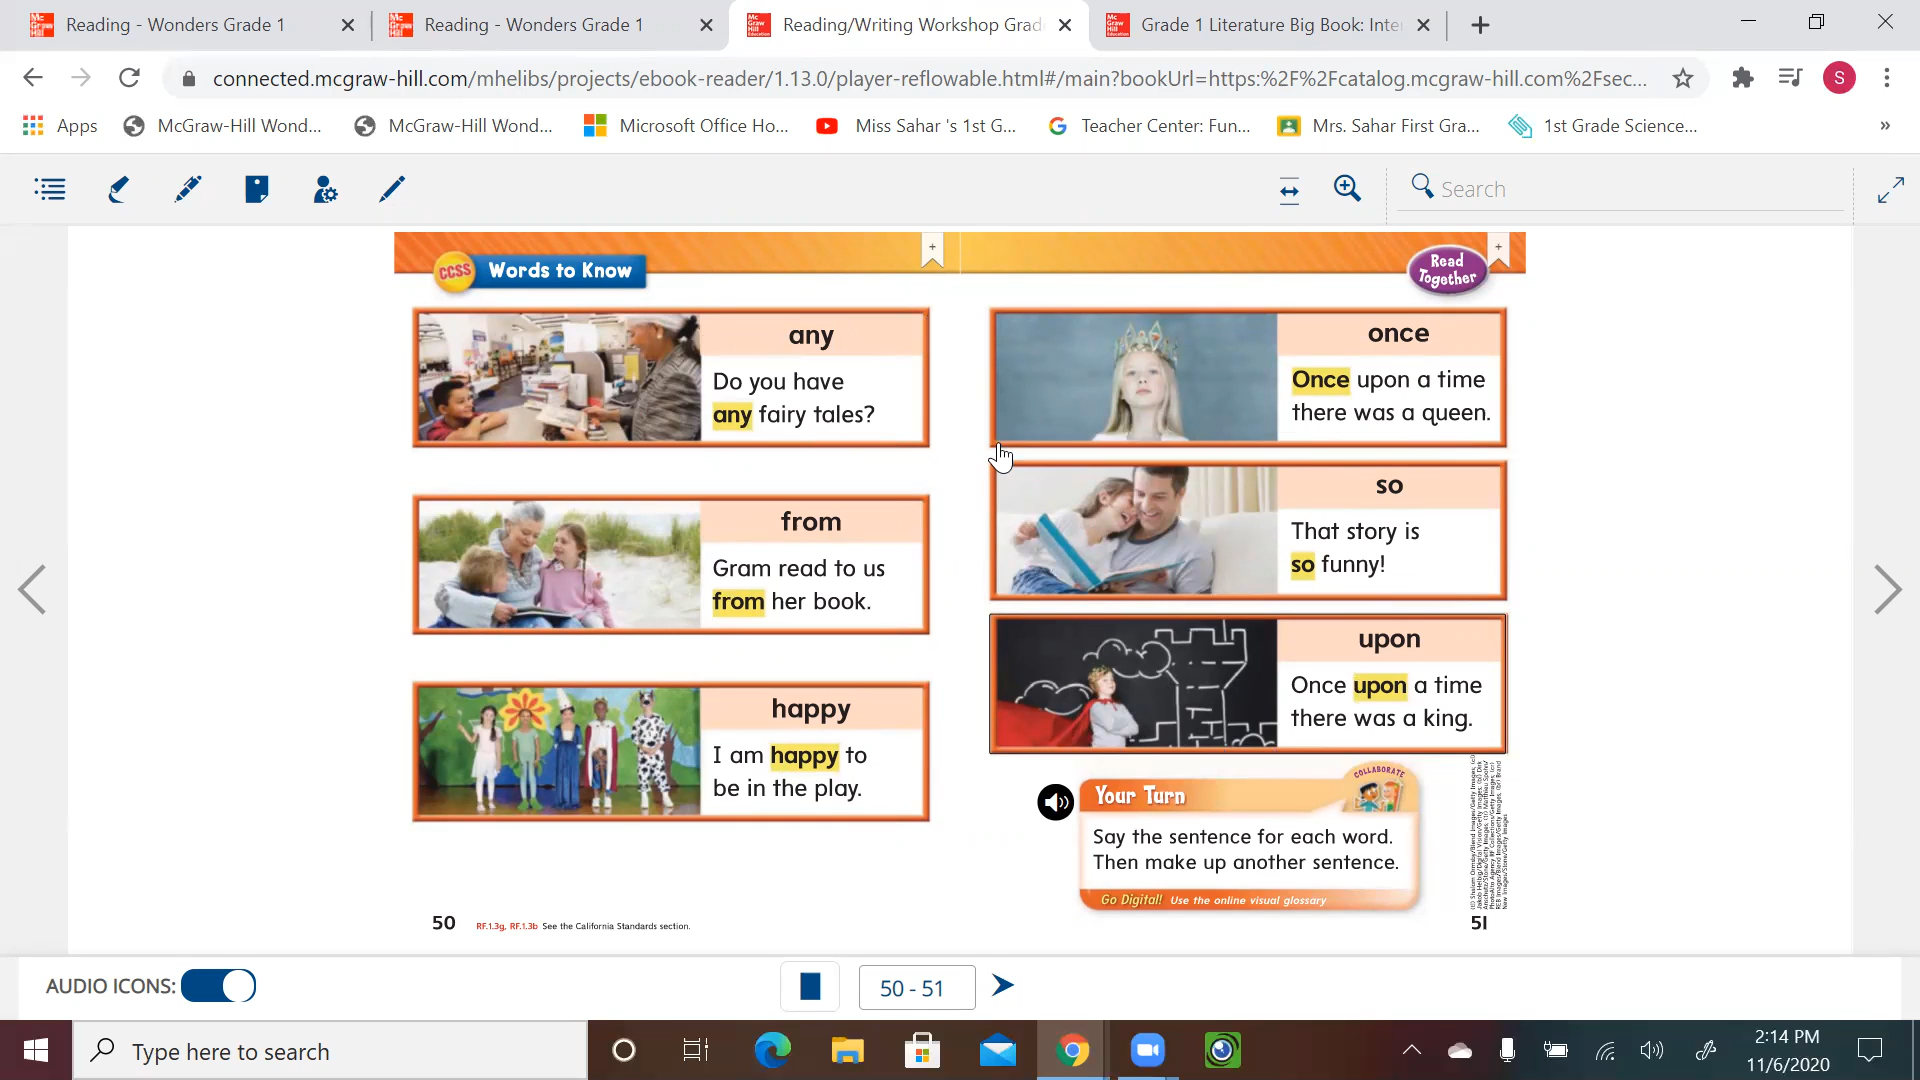 Reading - Wonders Grade 1
Reading - Wonders Grade 1
Reading/Writing Workshop Grad
Grade 1 Literature Big Book: Inte
connected.mcgraw-hill.com/mhelibs/projects/ebook-reader/1.13.0/player-reflowable.html#/main?bookUrl=https:%2F%2Fcatalog.mcgraw-hill.com%2Fsec...
S
Apps
McGraw-Hill Wond...
McGraw-Hill Wond...
Microsoft Office Ho...
Miss Sahar 's 1st G...
Teacher Center: Fun...
Mrs. Sahar First Gra...
1st Grade Science...
Search
CCSS Words to Know
any
Do you have
any fairy tales?
from
Gram read to us
from her book.
happy
I am happy to
be in the play.
50
RF.1.3g, RF.1.3b See the California Standards section.
Read
Together
once
Once upon a time
there was a queen.
so
That story is
so funny!
upon
Once upon a time
there was a king.
COLLABORATE
Your Turn
Say the sentence for each word.
Then make up another sentence.
Go Digital! Use the online visual glossary
51
AUDIO ICONS:
50 - 51
Type here to search
2:14 PM
11/6/2020